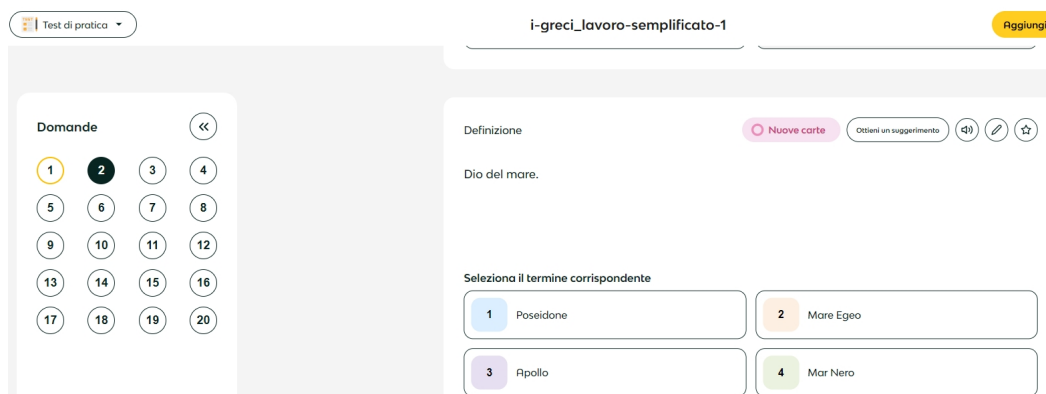 Test di pratica
i-greci_lavoro-semplificato-1
Aggiungi
Domande
1 2 3 4
5 6 7 8
9 10 11 12
13 14 15 16
17 18 19 20
Definizione
Nuove carte
Ottieni un suggerimento
Dio del mare.
Seleziona il termine corrispondente
1 Poseidone
2 Mare Egeo
3 Apollo
4 Mar Nero